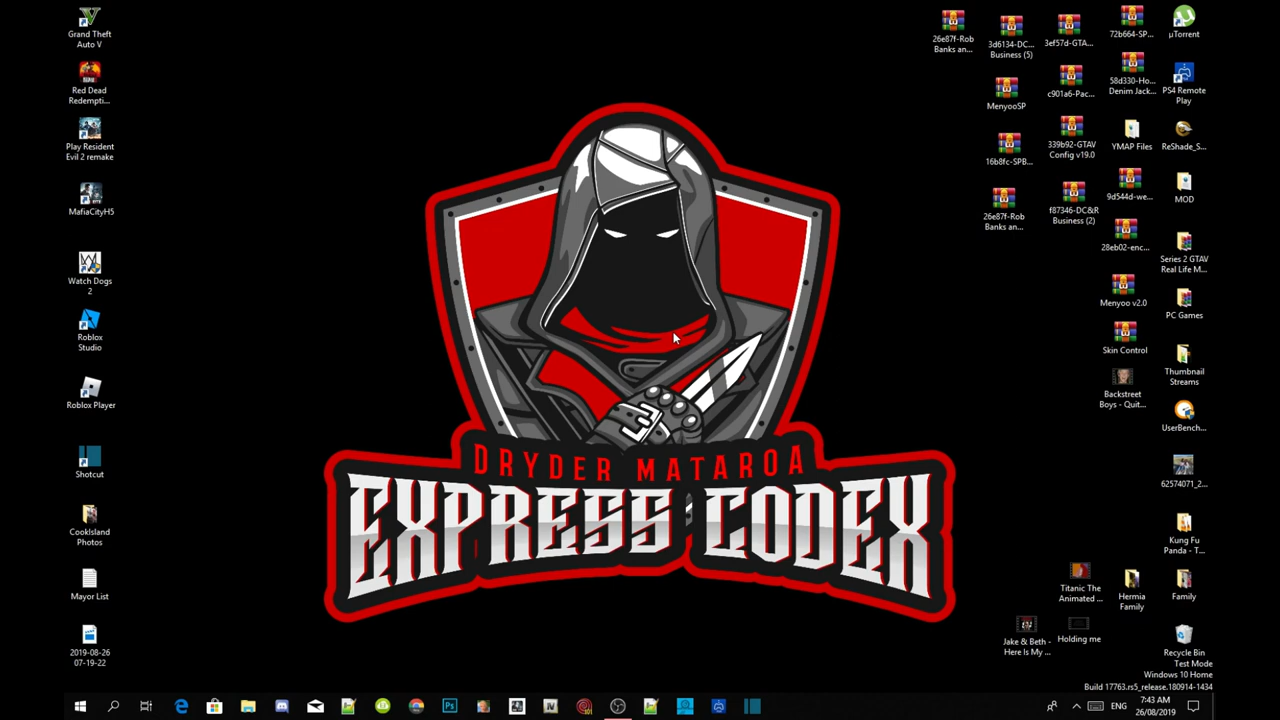 Grand Theft
Auto V
Red Dead
Redempti...
Play Resident
Evil 2 remake
MafiaCityH5
Watch Dogs
2
Roblox
Studio
Roblox Player
Shotcut
CookIsland
Photos
Mayor List
2019-08-26
07-19-22
DRYDER MATAROA
EXPRESS CODEX
26e87f-Rob
Banks an...
3d6134-DC...
Business (5)
3ef57d-GTA...
72b664-SP...
µTorrent
MenyooSP
c901a6-Pac...
58d330-Ho...
Denim Jack...
PS4 Remote
Play
16b8fc-SPB...
339b92-GTAV
Config v19.0
YMAP Files
ReShade_S...
26e87f-Rob
Banks an...
f87346-DC&R
Business (2)
9d544d-we...
MOD
28eb02-enc...
Series 2 GTAV
Real Life M...
Menyoo v2.0
PC Games
Skin Control
Thumbnail
Streams
Backstreet
Boys - Quit...
UserBench...
62574071_2...
Kung Fu
Panda - T...
Titanic The
Animated ...
Hermia
Family
Family
Jake & Beth -
Here Is My ...
Holding me
Recycle Bin
Test Mode
Windows 10 Home
Build 17763.rs5_release.180914-1434
ENG
7:43 AM
26/08/2019